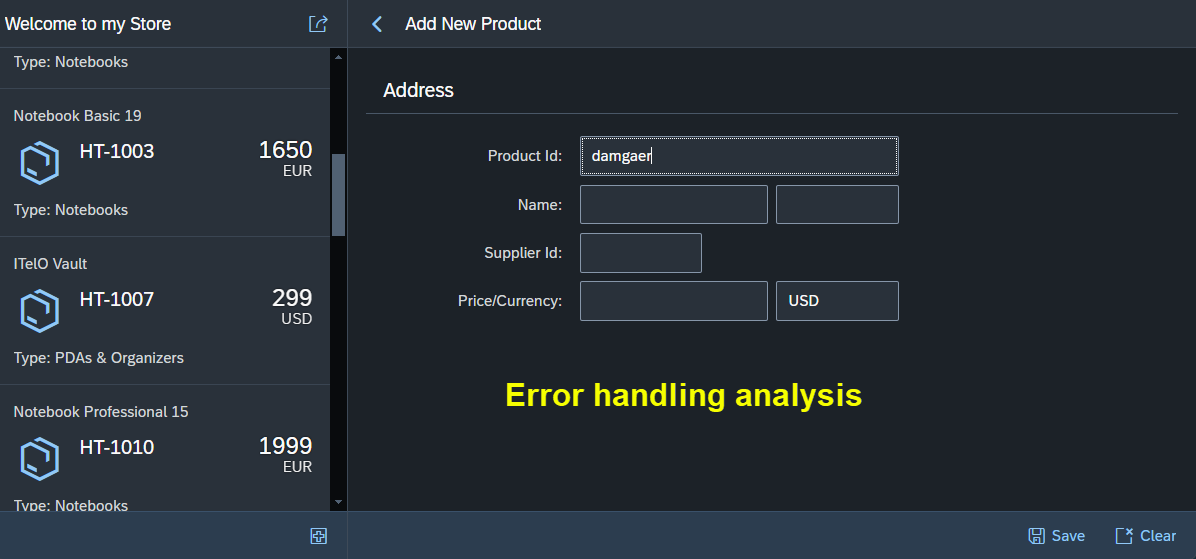 Welcome to my Store
Type: Notebooks
Notebook Basic 19
HT-1003
1650
EUR
Type: Notebooks
ITelO Vault
HT-1007
299
USD
Type: PDAs & Organizers
Notebook Professional 15
HT-1010
1999
EUR
Type: Notebooks
Add New Product
Address
Product Id: damgaer
Name:
Supplier Id:
Price/Currency: USD
Error handling analysis
Save Clear